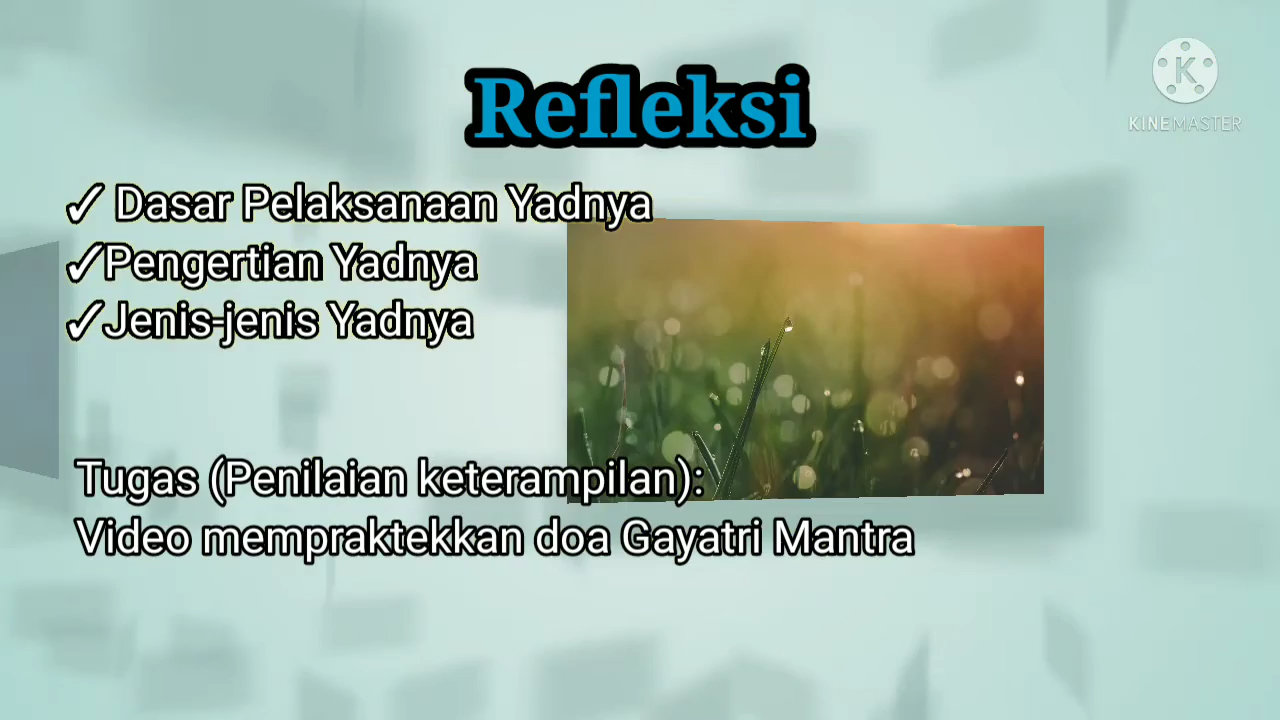 Refleksi
KINEMASTER
✓ Dasar Pelaksanaan Yadnya
✓Pengertian Yadnya
✓Jenis-jenis Yadnya
Tugas (Penilaian keterampilan):
Video mempraktekkan doa Gayatri Mantra